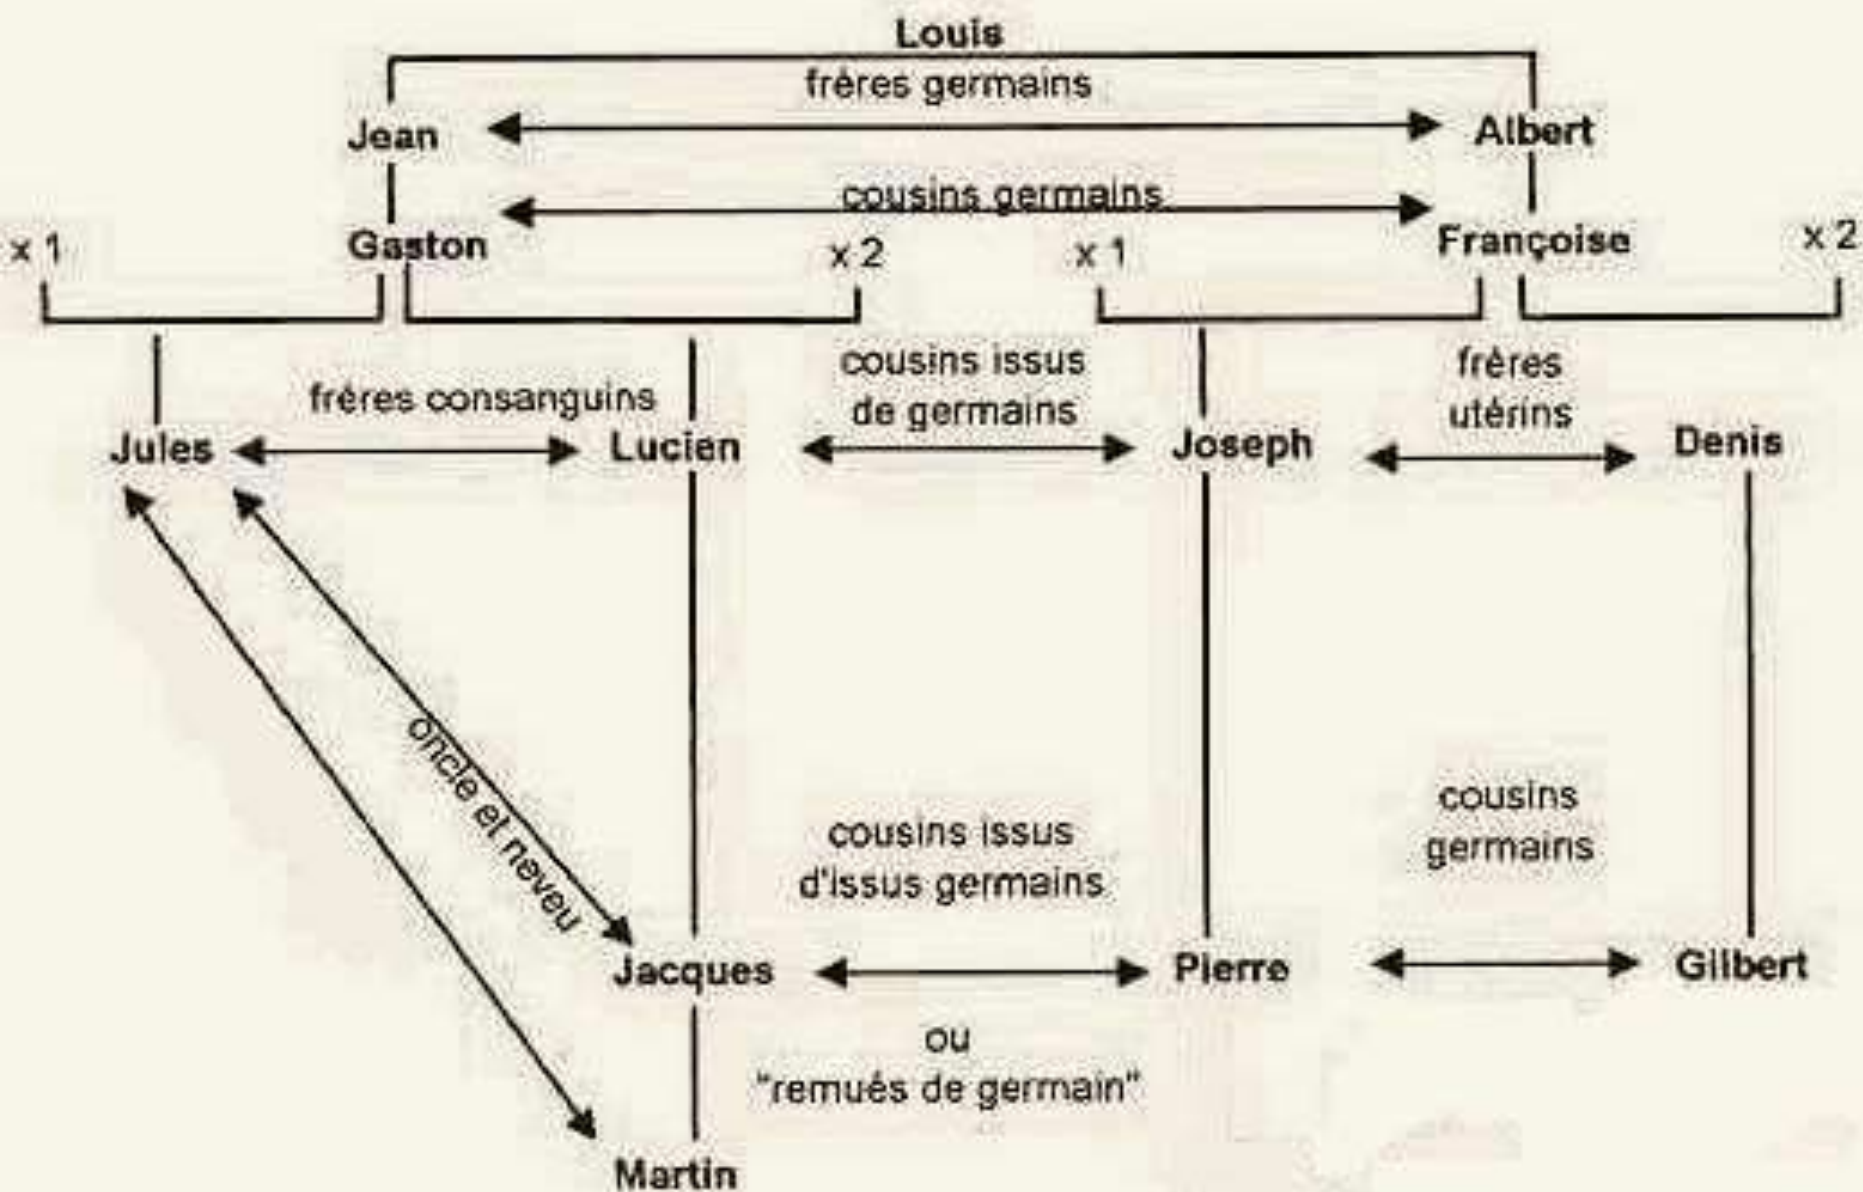 Louis
frères germains
Jean
Albert
cousins germains
x 1
Gaston
x 2
x 1
Françoise
x 2
frères consanguins
cousins issus
de germains
frères
utérins
Jules
Lucien
Joseph
Denis
oncle et neveu
cousins issus
d'issus germains
cousins
germains
Jacques
Pierre
Gilbert
ou
"remués de germain"
Martin